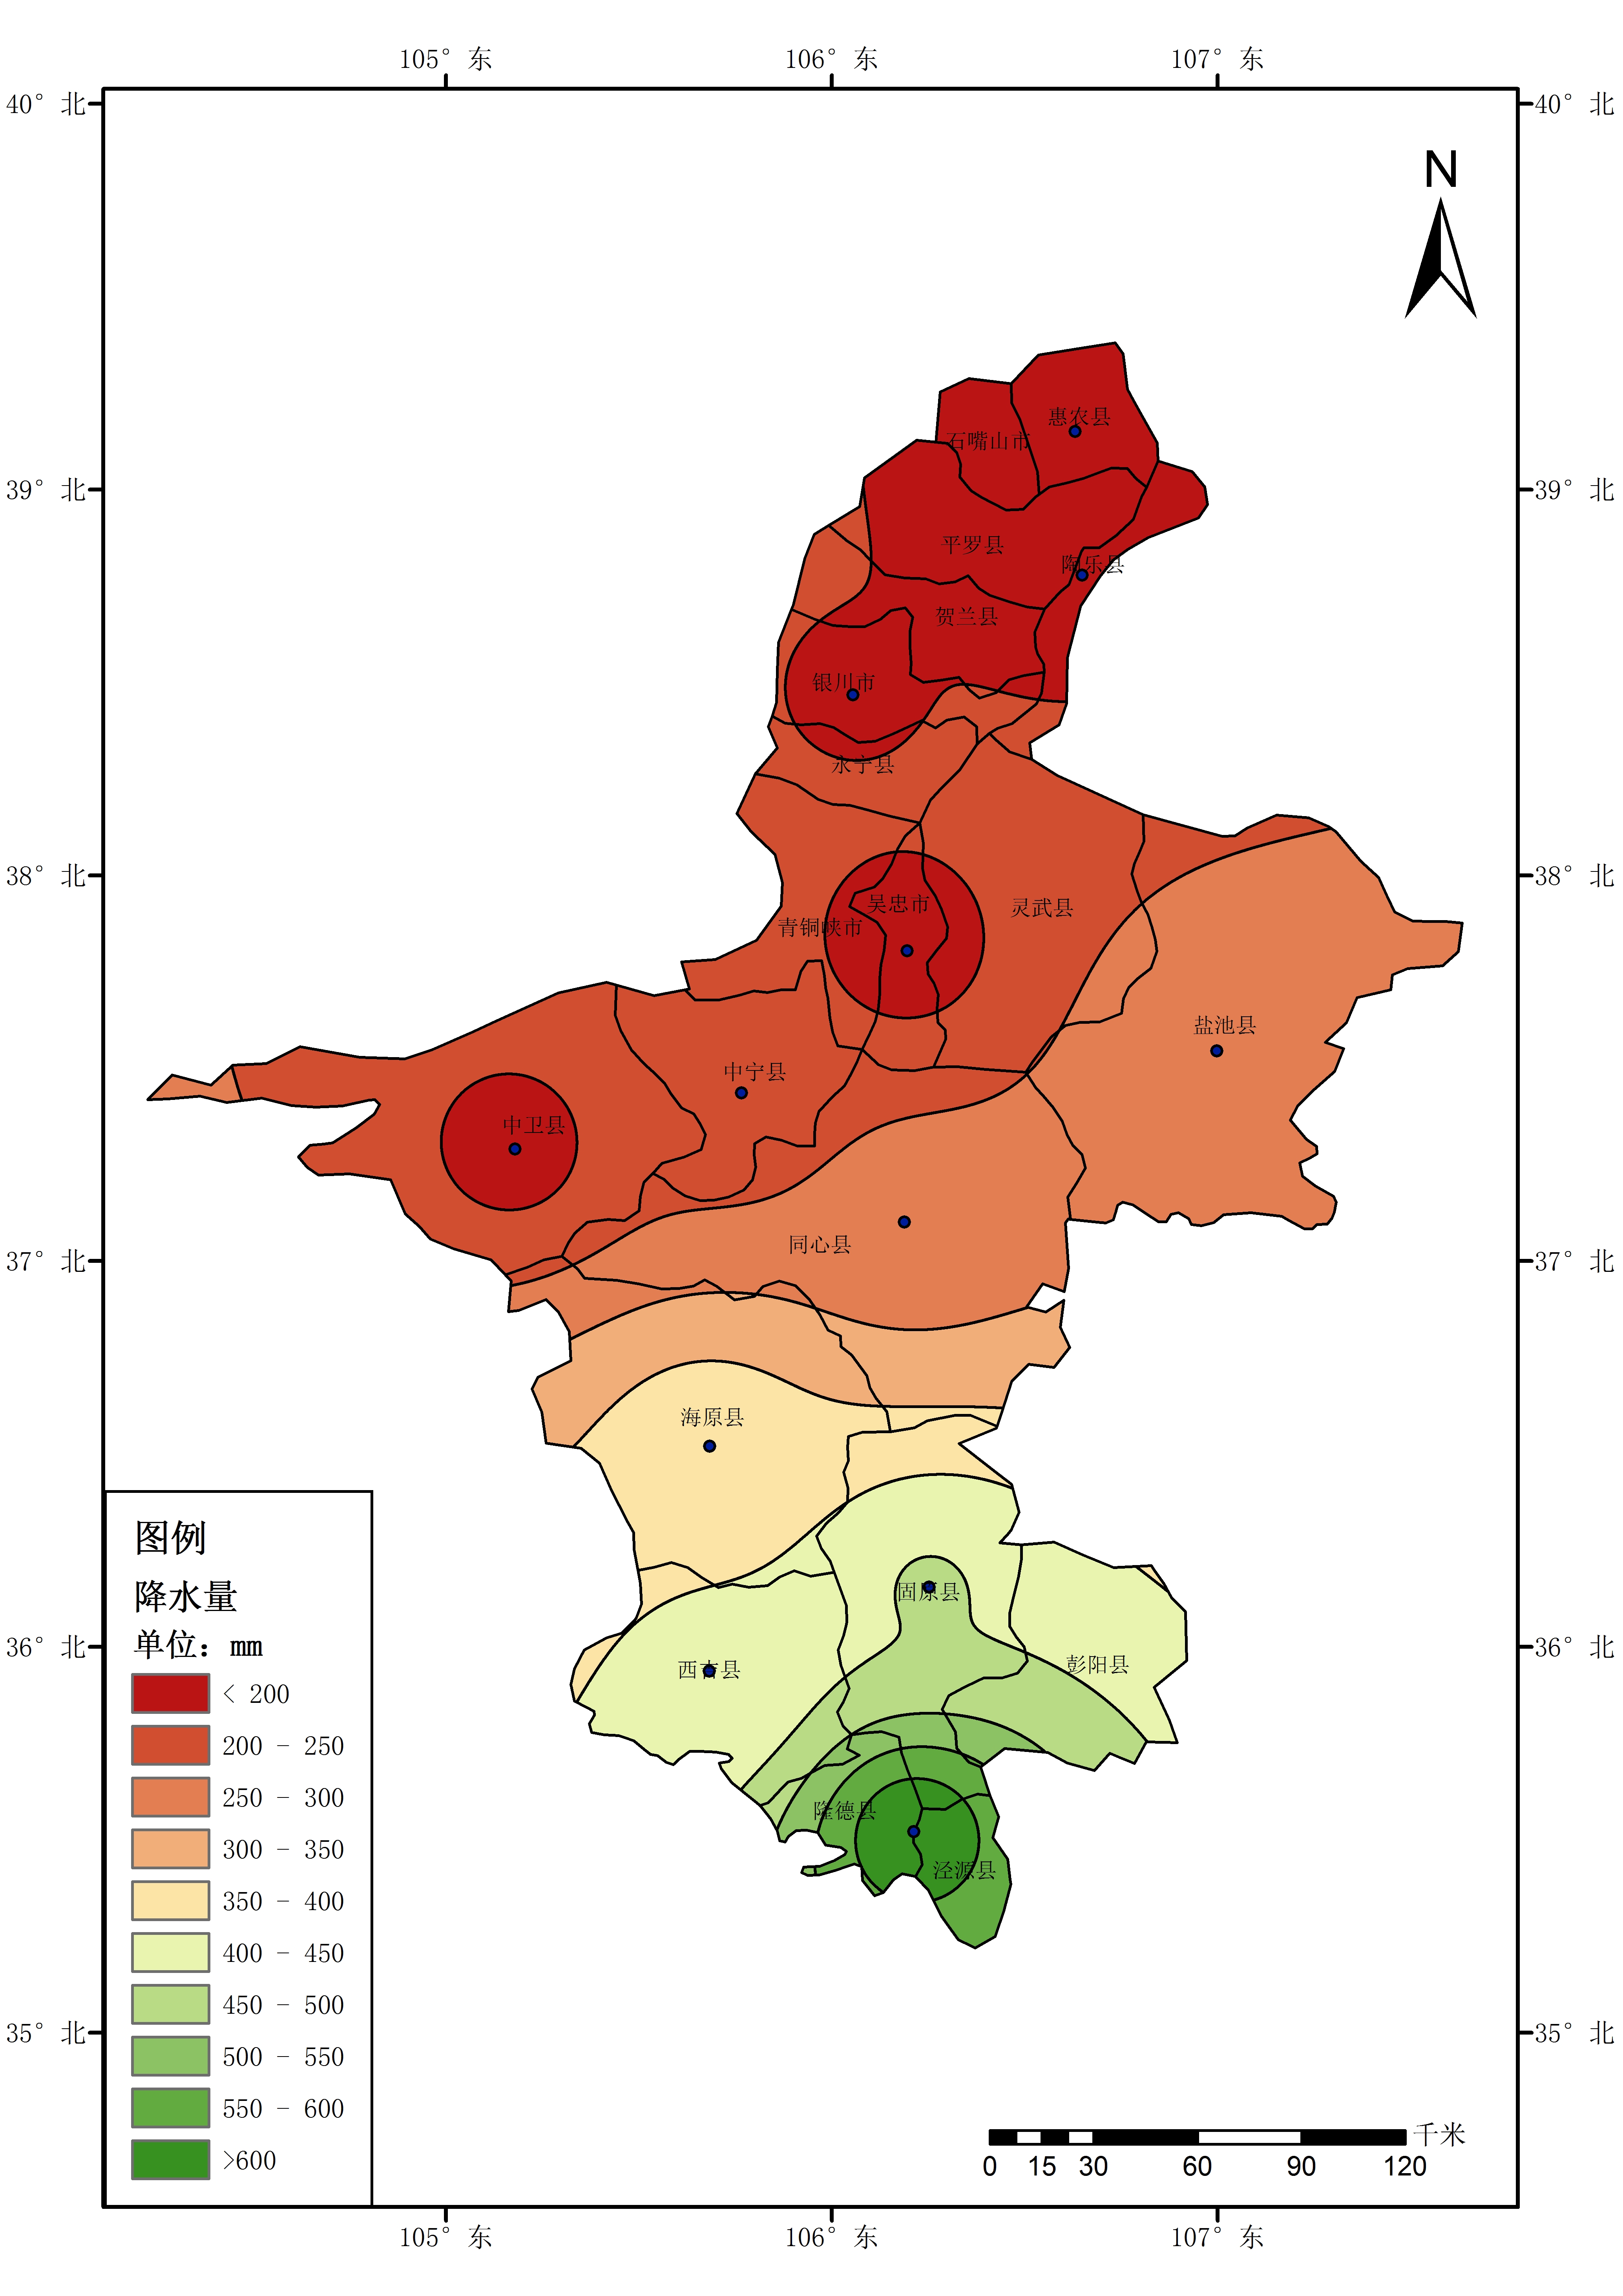 105° 东
106° 东
107° 东
40° 北
40° 北
N
惠农县
石嘴山市
39° 北
39° 北
平罗县
陶乐县
贺兰县
银川市
永宁县
38° 北
38° 北
吴忠市
灵武县
青铜峡市
盐池县
中宁县
中卫县
同心县
37° 北
37° 北
海原县
固原县
36° 北
36° 北
彭阳县
西吉县
隆德县
泾源县
图例
降水量
单位: mm
< 200
200 - 250
250 - 300
300 - 350
350 - 400
400 - 450
450 - 500
500 - 550
550 - 600
>600
35° 北
35° 北
千米
0 15 30 60 90 120
105° 东
106° 东
107° 东